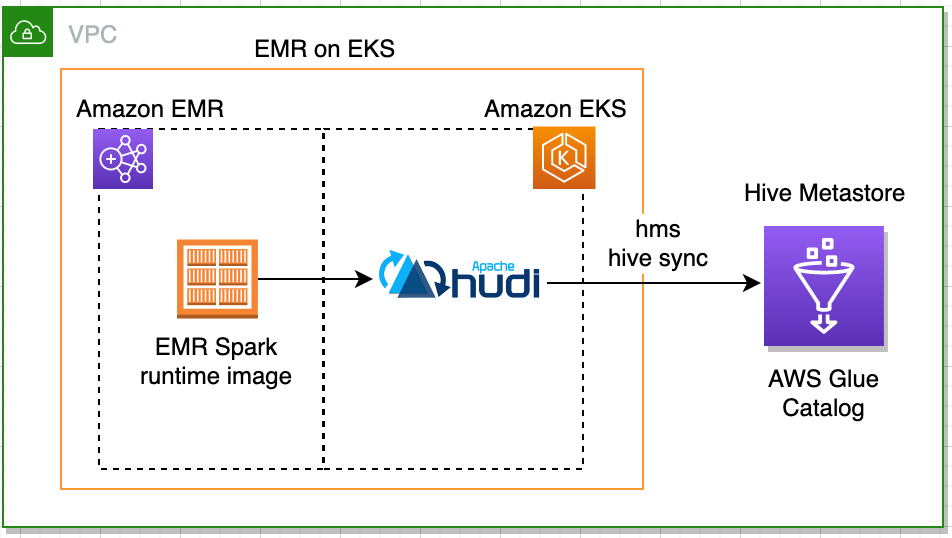 VPC
EMR on EKS
Amazon EMR
Amazon EKS
Hive Metastore
hms
hive sync
Apache
hudi
EMR Spark
runtime image
AWS Glue
Catalog
K